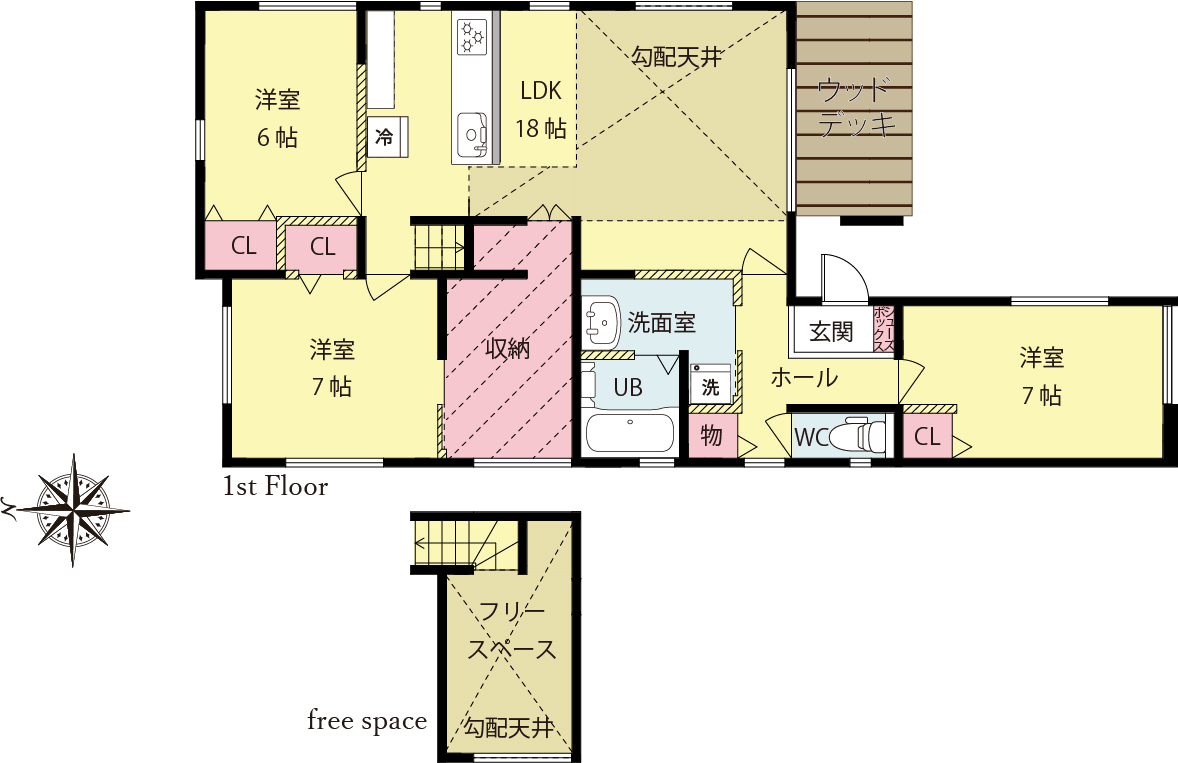 勾配天井
ウッド
デッキ
洋室
6帖
LDK
18帖
冷
CL
CL
洋室
7帖
収納
洗面室
UB
洗
物
玄関
シューズ
ボックス
ホール
WC
洋室
7帖
CL
1st Floor
N
フリー
スペース
勾配天井
free space